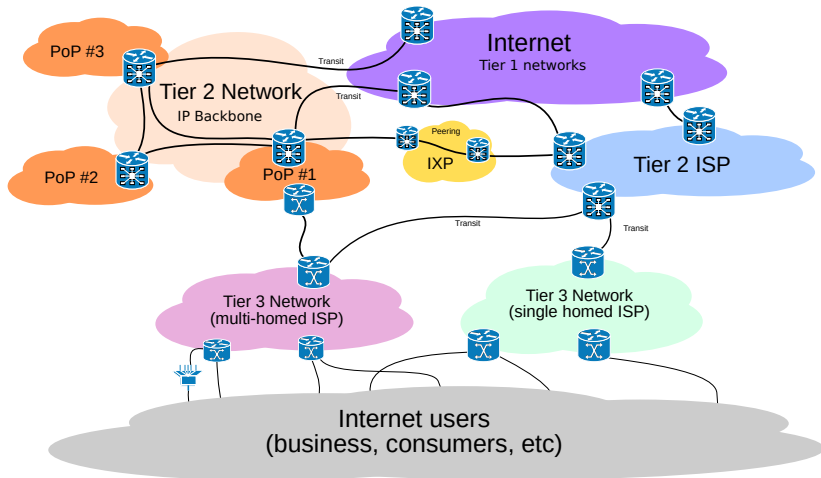 PoP #3
Internet
Tier 1 networks
Transit
Tier 2 Network
IP Backbone
Transit
Peering
IXP
Tier 2 ISP
PoP #2
PoP #1
Transit
Transit
Tier 3 Network
(multi-homed ISP)
Tier 3 Network
(single homed ISP)
Internet users
(business, consumers, etc)